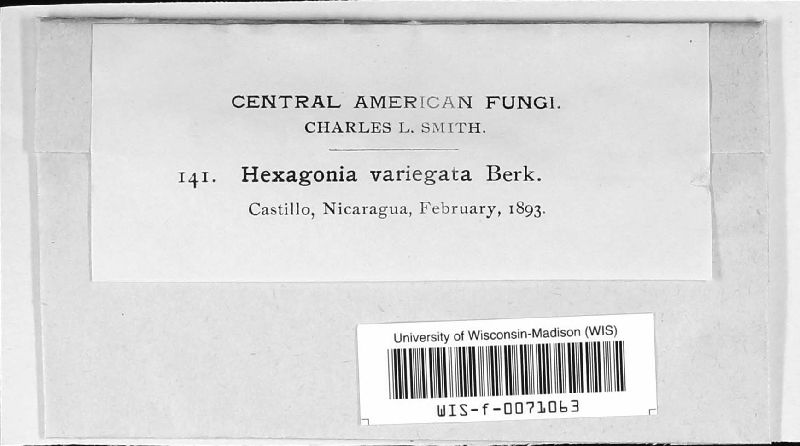 CENTRAL AMERICAN FUNGI.
CHARLES L. SMITH.
141. Hexagonia variegata Berk.
Castillo, Nicaragua, February, 1893.
University of Wisconsin-Madison (WIS)
WIS-f-0071063